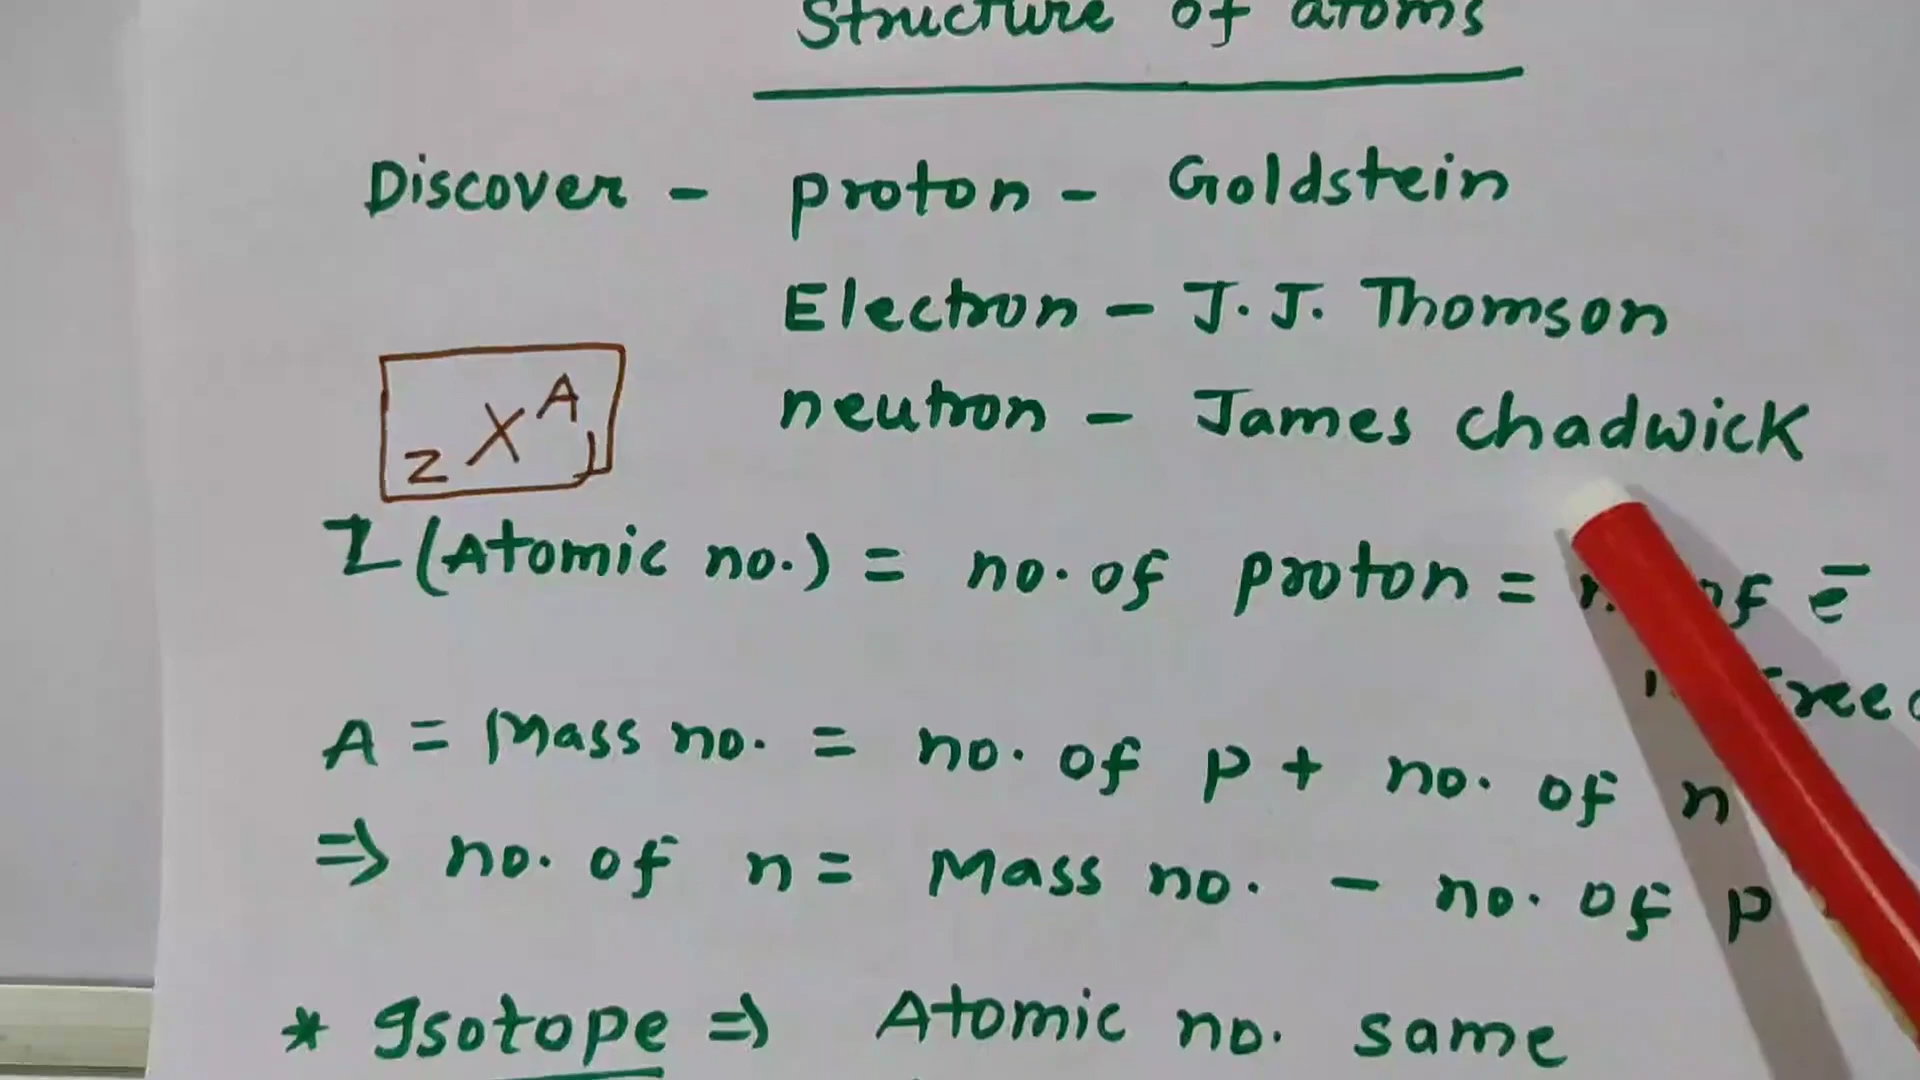 Structure of atoms
Discover - proton - Goldstein
Electron - J.J. Thomson
neutron - James Chadwick
Z X A
Z (Atomic no.) = no. of proton = of e̅
A = Mass no. = no. of p + no. of n
⇒ no. of n = Mass no. - no. of p
* Isotope ⇒ Atomic no. same